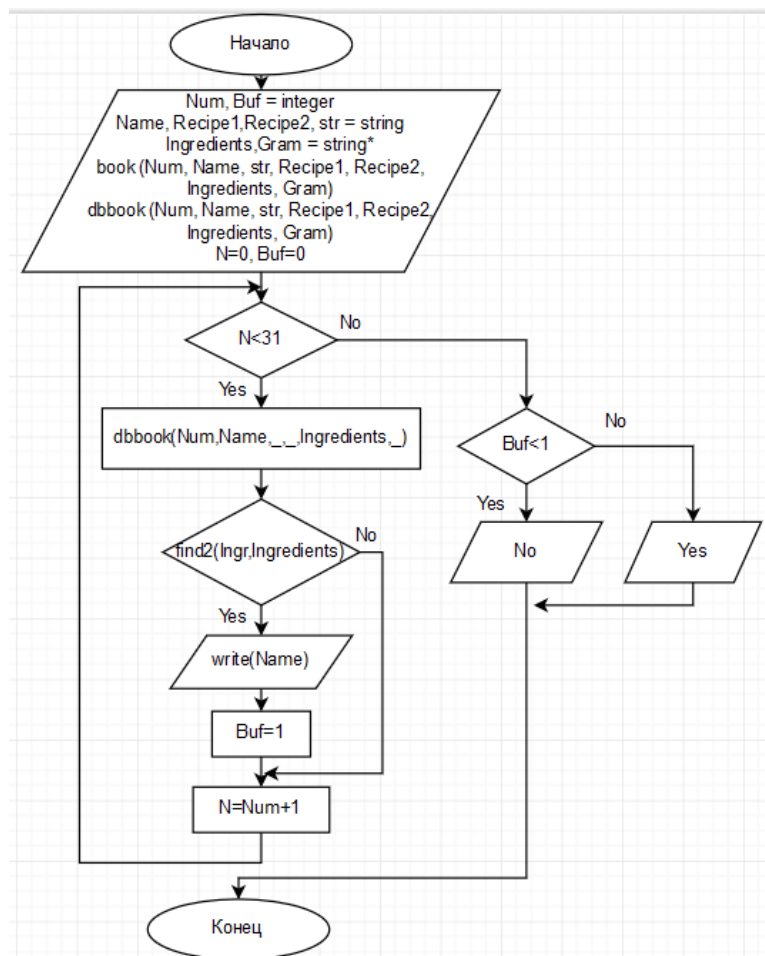 Начало
Num, Buf = integer
Name, Recipe1,Recipe2, str = string
Ingredients,Gram = string*
book (Num, Name, str, Recipe1, Recipe2,
Ingredients, Gram)
dbbook (Num, Name, str, Recipe1, Recipe2,
Ingredients, Gram)
N=0, Buf=0
N<31
No
Yes
dbbook(Num,Name,_,_,Ingredients,_)
Buf<1
No
Yes
find2(Ingr,Ingredients)
No
No
Yes
Yes
write(Name)
Buf=1
N=Num+1
Конец